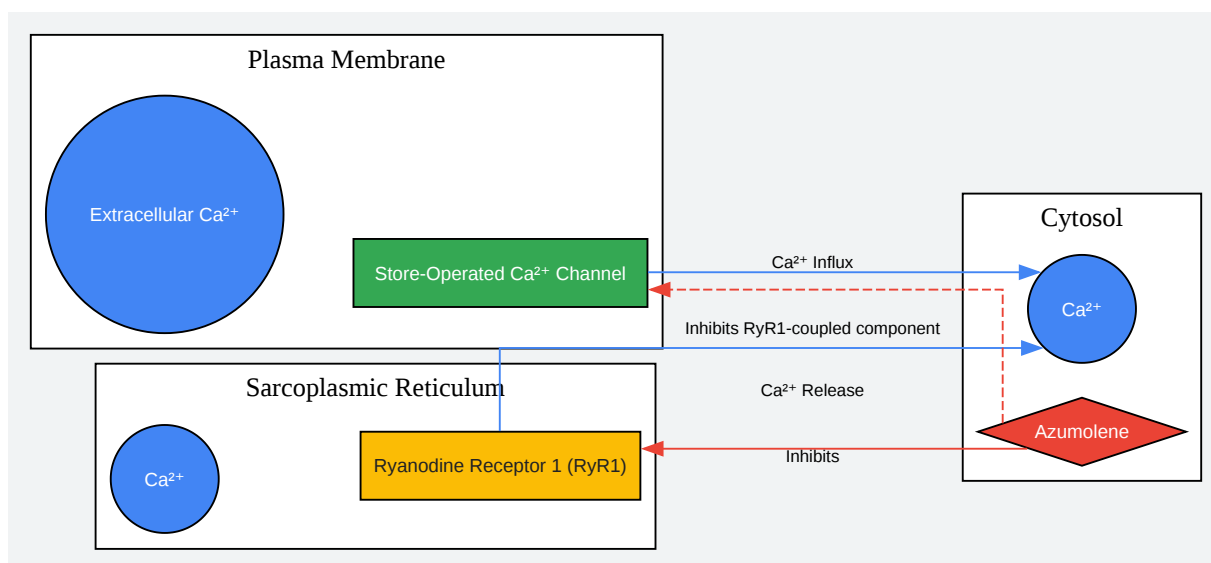 Plasma Membrane
Extracellular Ca²⁺
Store-Operated Ca²⁺ Channel
Ca²⁺ Influx
Cytosol
Ca²⁺
Inhibits RyR1-coupled component
Sarcoplasmic Reticulum
Ca²⁺ Release
Ca²⁺
Ryanodine Receptor 1 (RyR1)
Inhibits
Azumolene